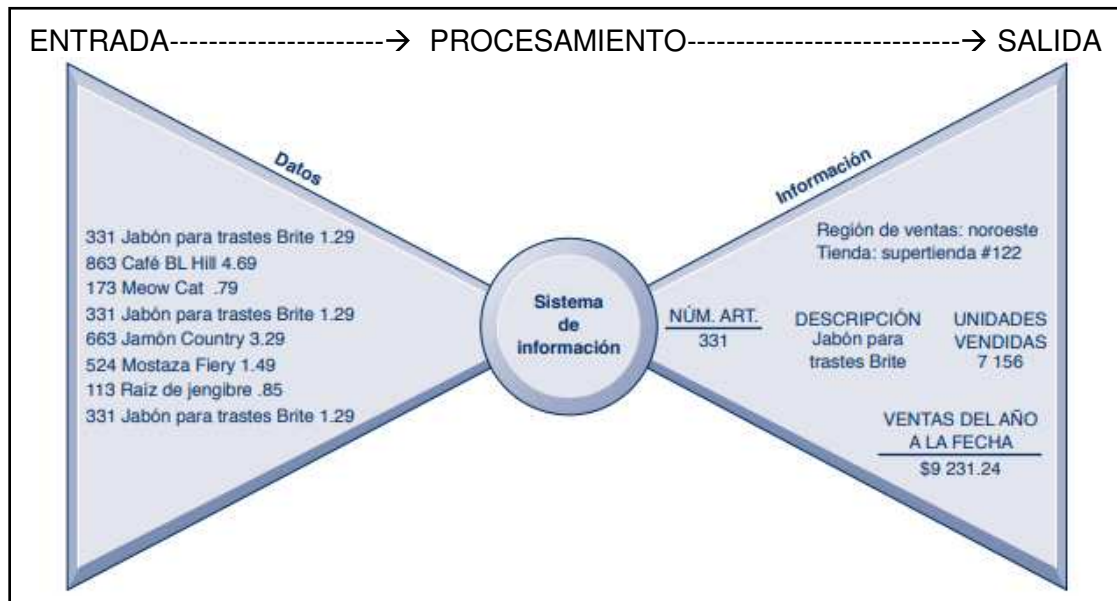 ENTRADA----------------------→ PROCESAMIENTO----------------------------→ SALIDA
Datos
331 Jabón para trastes Brite 1.29
863 Café BL Hill 4.69
173 Meow Cat .79
331 Jabón para trastes Brite 1.29
663 Jamón Country 3.29
524 Mostaza Fiery 1.49
113 Raíz de jengibre .85
331 Jabón para trastes Brite 1.29
Sistema
de
información
Información
Región de ventas: noroeste
Tienda: supertienda #122
NÚM. ART.
331
DESCRIPCIÓN
Jabón para
trastes Brite
UNIDADES
VENDIDAS
7 156
VENTAS DEL AÑO
A LA FECHA
$9 231.24